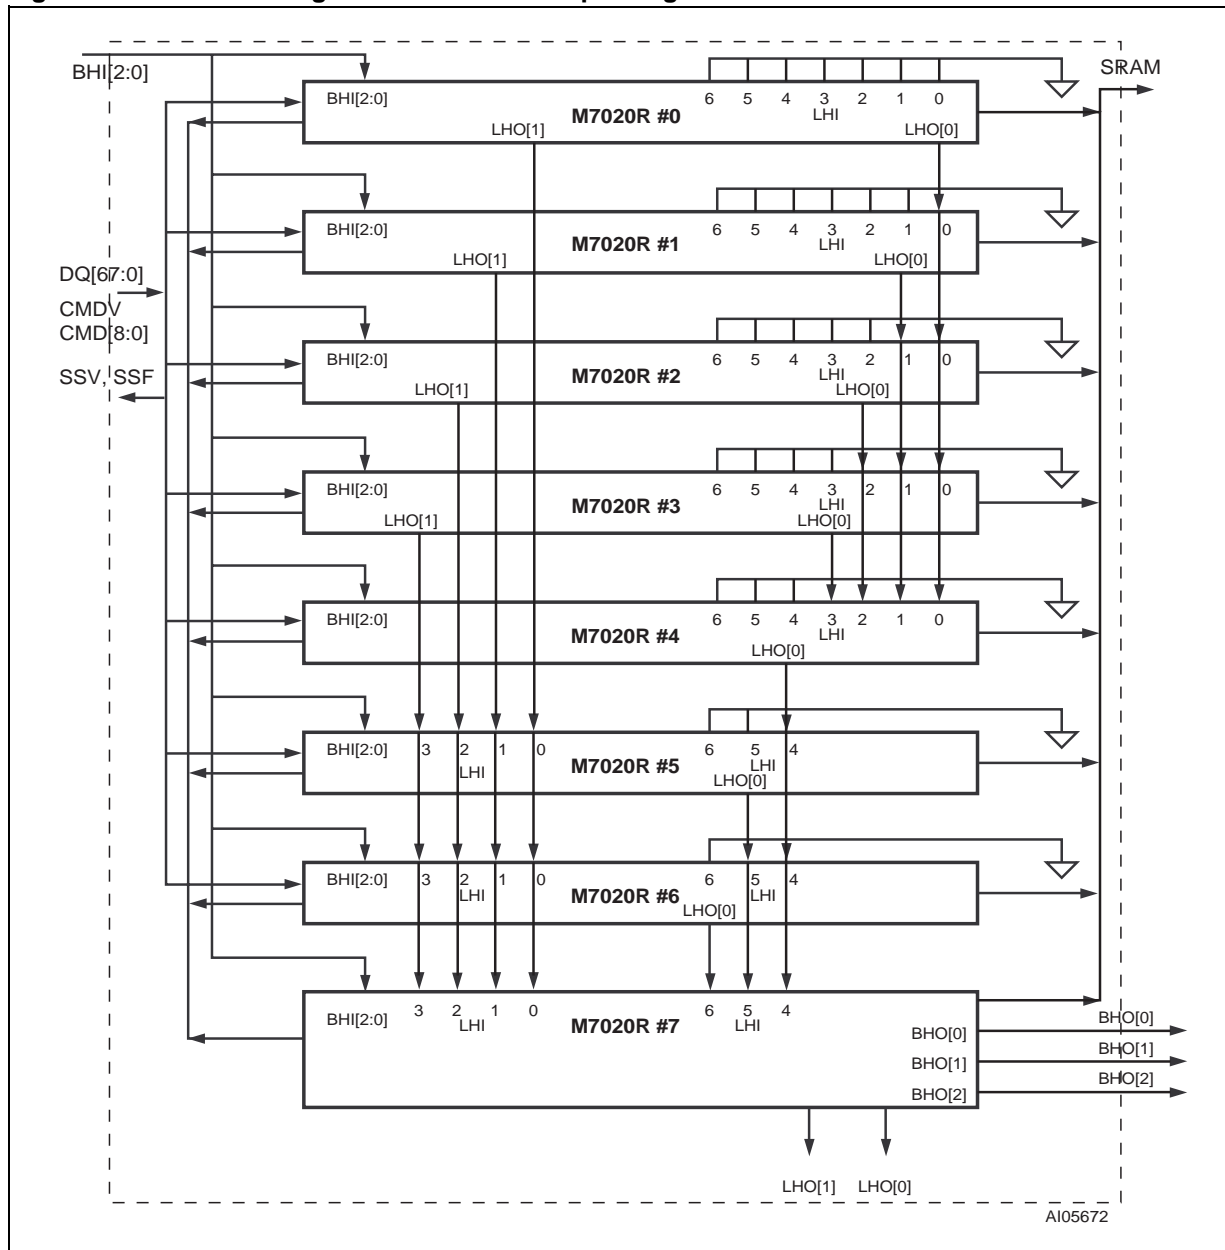 BHI[2:0]
SRAM
BHI[2:0]
6 5 4 3 2 1 0
LHI
M7020R #0
LHO[1]
LHO[0]
BHI[2:0]
6 5 4 3 2 1 0
LHI
M7020R #1
LHO[1]
LHO[0]
DQ[67:0]
CMDV
CMD[8:0]
SSV, SSF
BHI[2:0]
6 5 4 3 2 1 0
LHI
M7020R #2
LHO[1]
LHO[0]
BHI[2:0]
6 5 4 3 2 1 0
LHI
M7020R #3
LHO[1]
LHO[0]
BHI[2:0]
6 5 4 3 2 1 0
LHI
M7020R #4
LHO[0]
BHI[2:0]
3 2 1 0
LHI
M7020R #5
6 5 4
LHI
LHO[0]
BHI[2:0]
3 2 1 0
LHI
M7020R #6
6 5 4
LHI
LHO[0]
BHI[2:0]
3 2 1 0
LHI
M7020R #7
6 5 4
LHI
BHO[0]
BHO[1]
BHO[2]
BHO[0]
BHO[1]
BHO[2]
LHO[1]
LHO[0]
AI05672